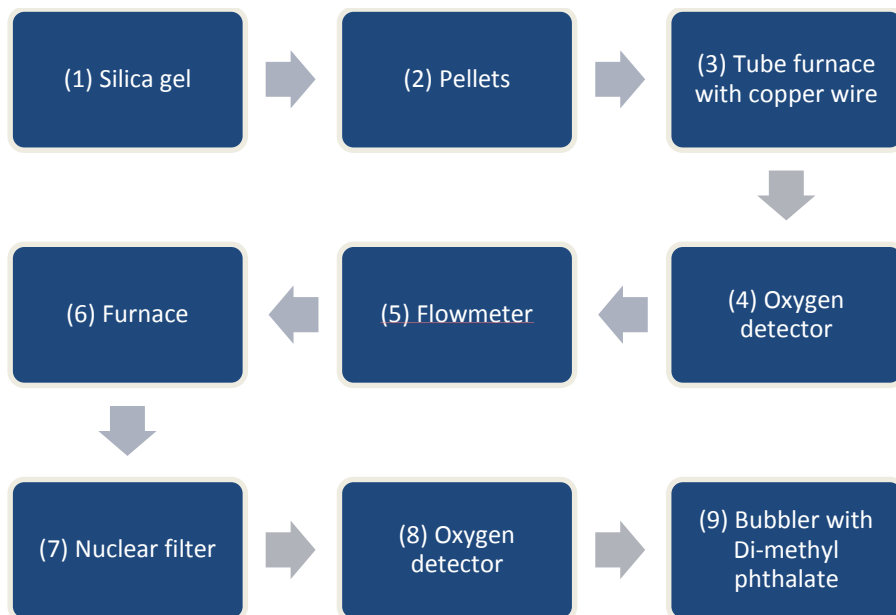 (1) Silica gel
(2) Pellets
(3) Tube furnace
with copper wire
(4) Oxygen
detector
(5) Flowmeter
(6) Furnace
(7) Nuclear filter
(8) Oxygen
detector
(9) Bubbler with
Di-methyl
phthalate